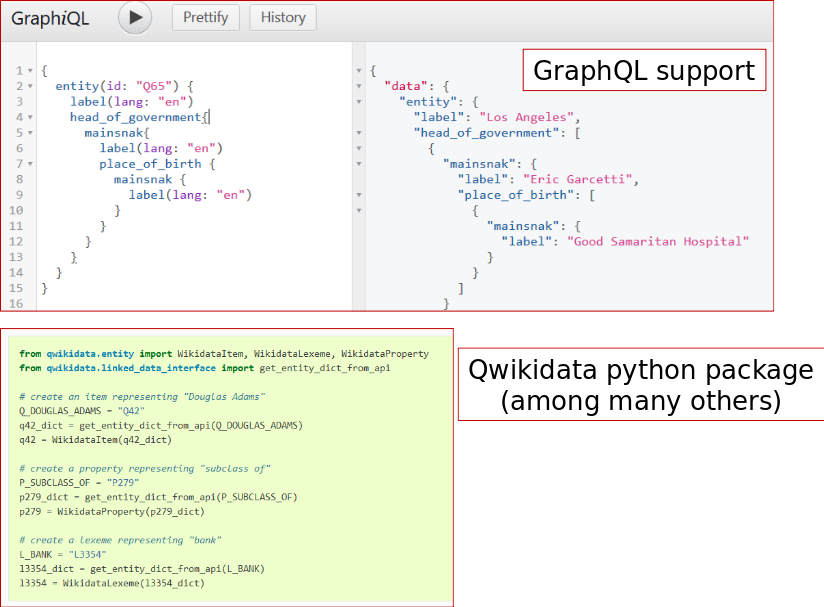 GraphiQL Prettify History
GraphQL support
1 {
2 entity(id: "Q65") {
3 label(lang: "en")
4 head_of_government{
5 mainsnak{
6 label(lang: "en")
7 place_of_birth {
8 mainsnak {
9 label(lang: "en")
10 }
11 }
12 }
13 }
14 }
15 }
16
{
"data": {
"entity": {
"label": "Los Angeles",
"head_of_government": [
{
"mainsnak": {
"label": "Eric Garcetti",
"place_of_birth": [
{
"mainsnak": {
"label": "Good Samaritan Hospital"
}
}
]
}
from qwikidata.entity import WikidataItem, WikidataLexeme, WikidataProperty
from qwikidata.linked_data_interface import get_entity_dict_from_api
# create an item representing "Douglas Adams"
Q_DOUGLAS_ADAMS = "Q42"
q42_dict = get_entity_dict_from_api(Q_DOUGLAS_ADAMS)
q42 = WikidataItem(q42_dict)
# create a property representing "subclass of"
P_SUBCLASS_OF = "P279"
p279_dict = get_entity_dict_from_api(P_SUBCLASS_OF)
p279 = WikidataProperty(p279_dict)
# create a lexeme representing "bank"
L_BANK = "L3354"
l3354_dict = get_entity_dict_from_api(L_BANK)
l3354 = WikidataLexeme(l3354_dict)
Qwikidata python package
(among many others)